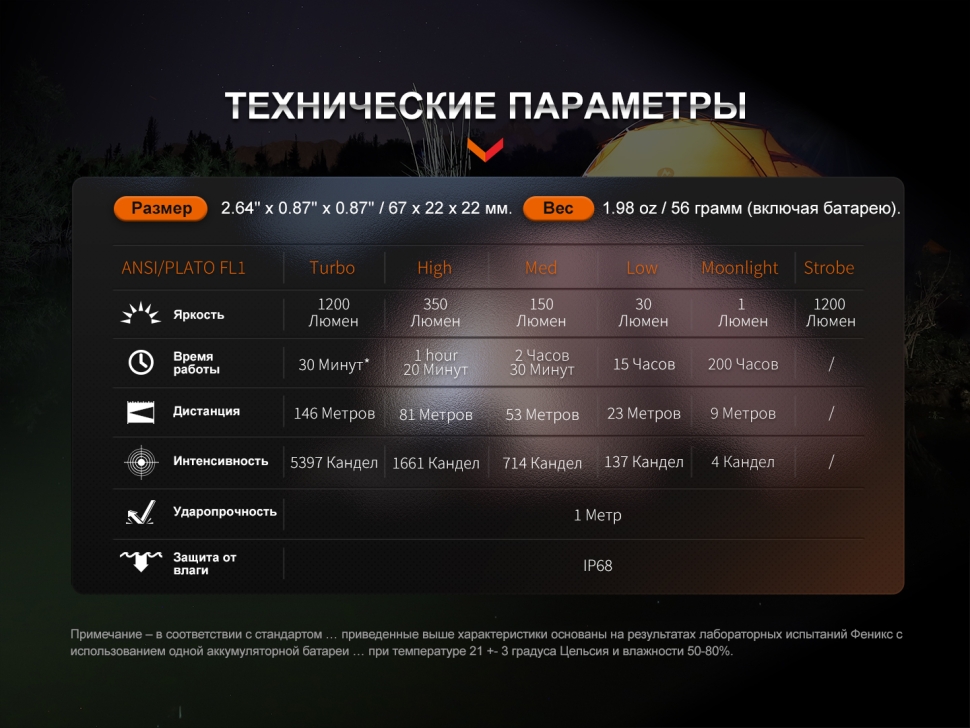 ТЕХНИЧЕСКИЕ ПАРАМЕТРЫ
Размер 2.64" x 0.87" x 0.87" / 67 x 22 x 22 мм. Вес 1.98 oz / 56 грамм (включая батарею).
ANSI/PLATO FL1 Turbo High Med Low Moonlight Strobe
Яркость 1200 Люмен 350 Люмен 150 Люмен 30 Люмен 1 Люмен 1200 Люмен
Время работы 30 Минут* 1 hour 20 Минут 2 Часов 30 Минут 15 Часов 200 Часов /
Дистанция 146 Метров 81 Метров 53 Метров 23 Метров 9 Метров /
Интенсивность 5397 Кандел 1661 Кандел 714 Кандел 137 Кандел 4 Кандел /
Ударопрочность 1 Метр
Защита от влаги IP68
Примечание – в соответствии с стандартом … приведенные выше характеристики основаны на результатах лабораторных испытаний Феникс с
использованием одной аккумуляторной батареи … при температуре 21 +- 3 градуса Цельсия и влажности 50-80%.